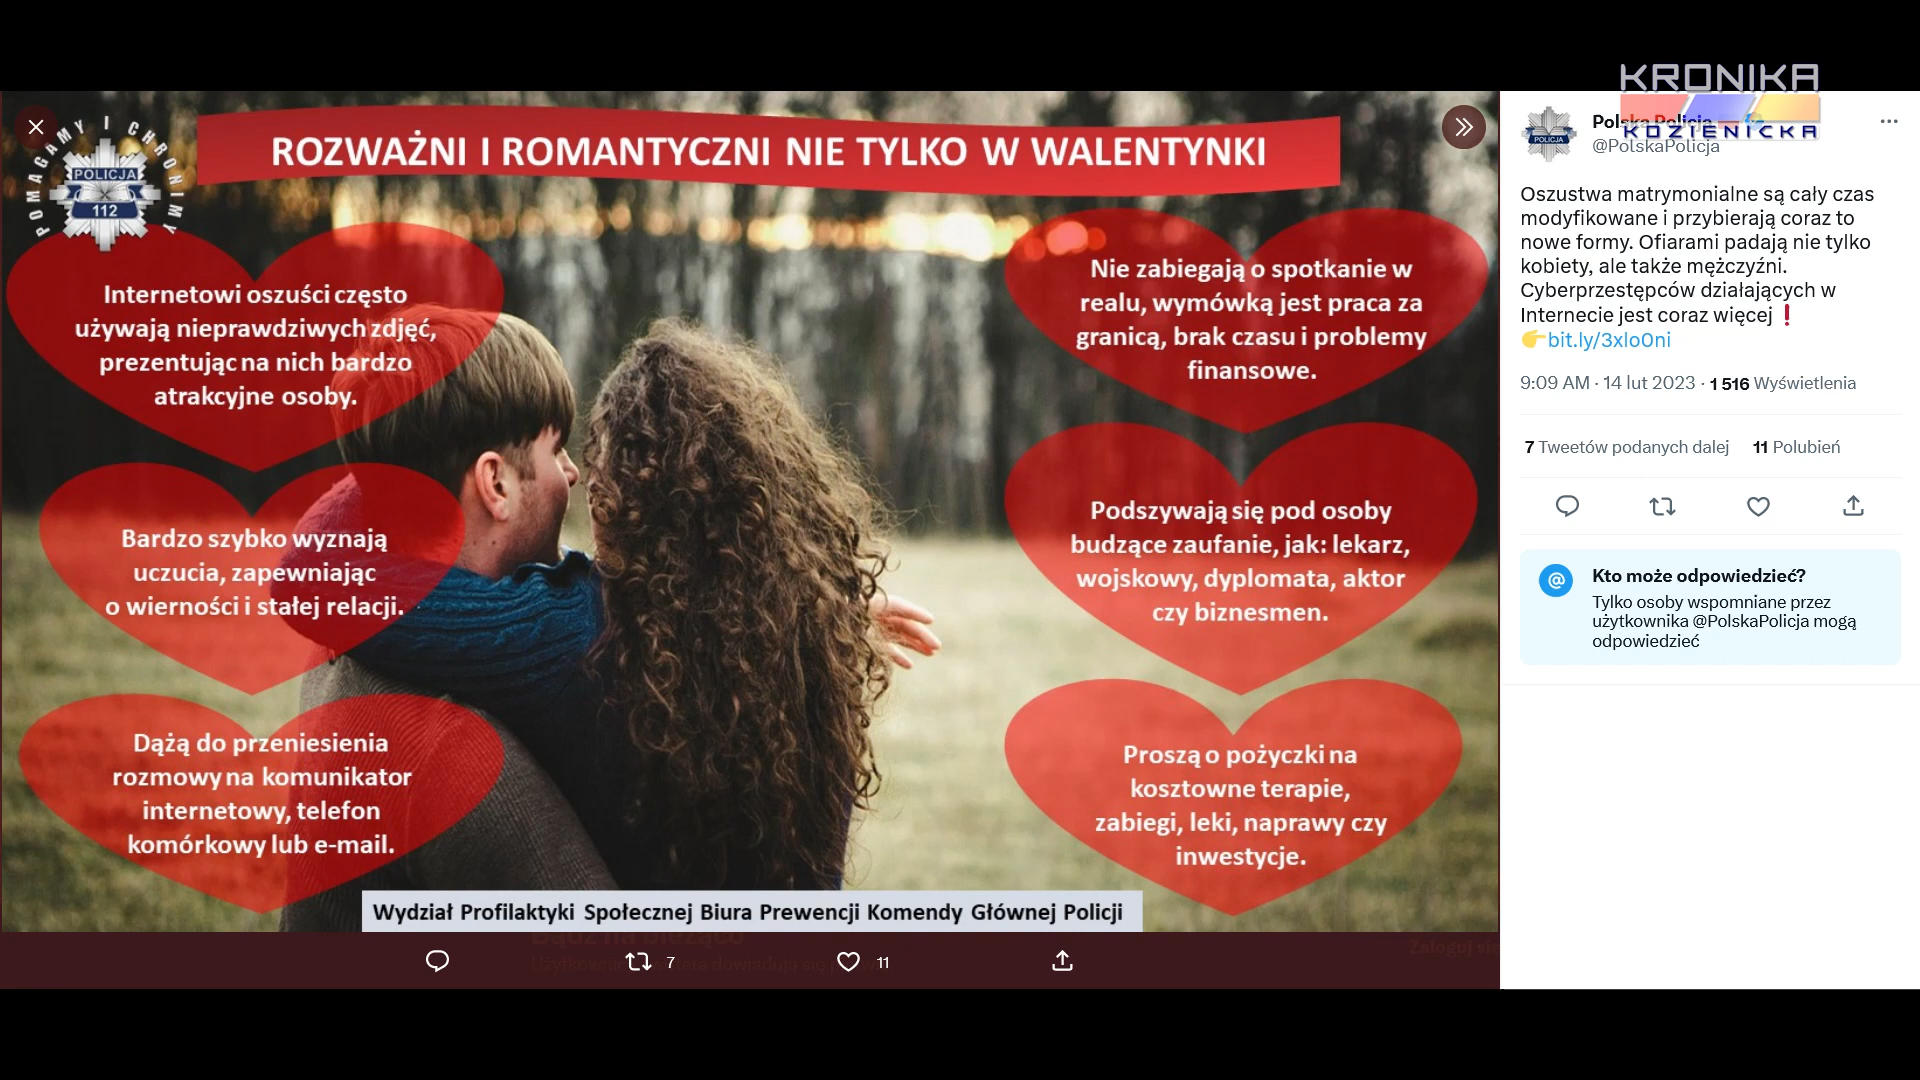 KRONIKA
KOZIENICKA
POMAGAMY I CHRONIMY
POLICJA
112
ROZWAŻNI I ROMANTYCZNI NIE TYLKO W WALENTYNKI
Internetowi oszuści często
używają nieprawdziwych zdjęć,
prezentując na nich bardzo
atrakcyjne osoby.
Bardzo szybko wyznają
uczucia, zapewniając
o wierności i stałej relacji.
Dążą do przeniesienia
rozmowy na komunikator
internetowy, telefon
komórkowy lub e-mail.
Nie zabiegają o spotkanie w
realu, wymówką jest praca za
granicą, brak czasu i problemy
finansowe.
Podszywają się pod osoby
budzące zaufanie, jak: lekarz,
wojskowy, dyplomata, aktor
czy biznesmen.
Proszą o pożyczki na
kosztowne terapie,
zabiegi, leki, naprawy czy
inwestycje.
Wydział Profilaktyki Społecznej Biura Prewencji Komendy Głównej Policji
Bądź na bieżąco
Zaloguj się
7
11
POLICJA
Polska Policja
@PolskaPolicja
Oszustwa matrymonialne są cały czas
modyfikowane i przybierają coraz to
nowe formy. Ofiarami padają nie tylko
kobiety, ale także mężczyźni.
Cyberprzestępców działających w
Internecie jest coraz więcej❗
👉bit.ly/3xlo0ni
9:09 AM · 14 lut 2023 · 1 516 Wyświetlenia
7 Tweetów podanych dalej 11 Polubień
Kto może odpowiedzieć?
Tylko osoby wspomniane przez
użytkownika @PolskaPolicja mogą
odpowiedzieć